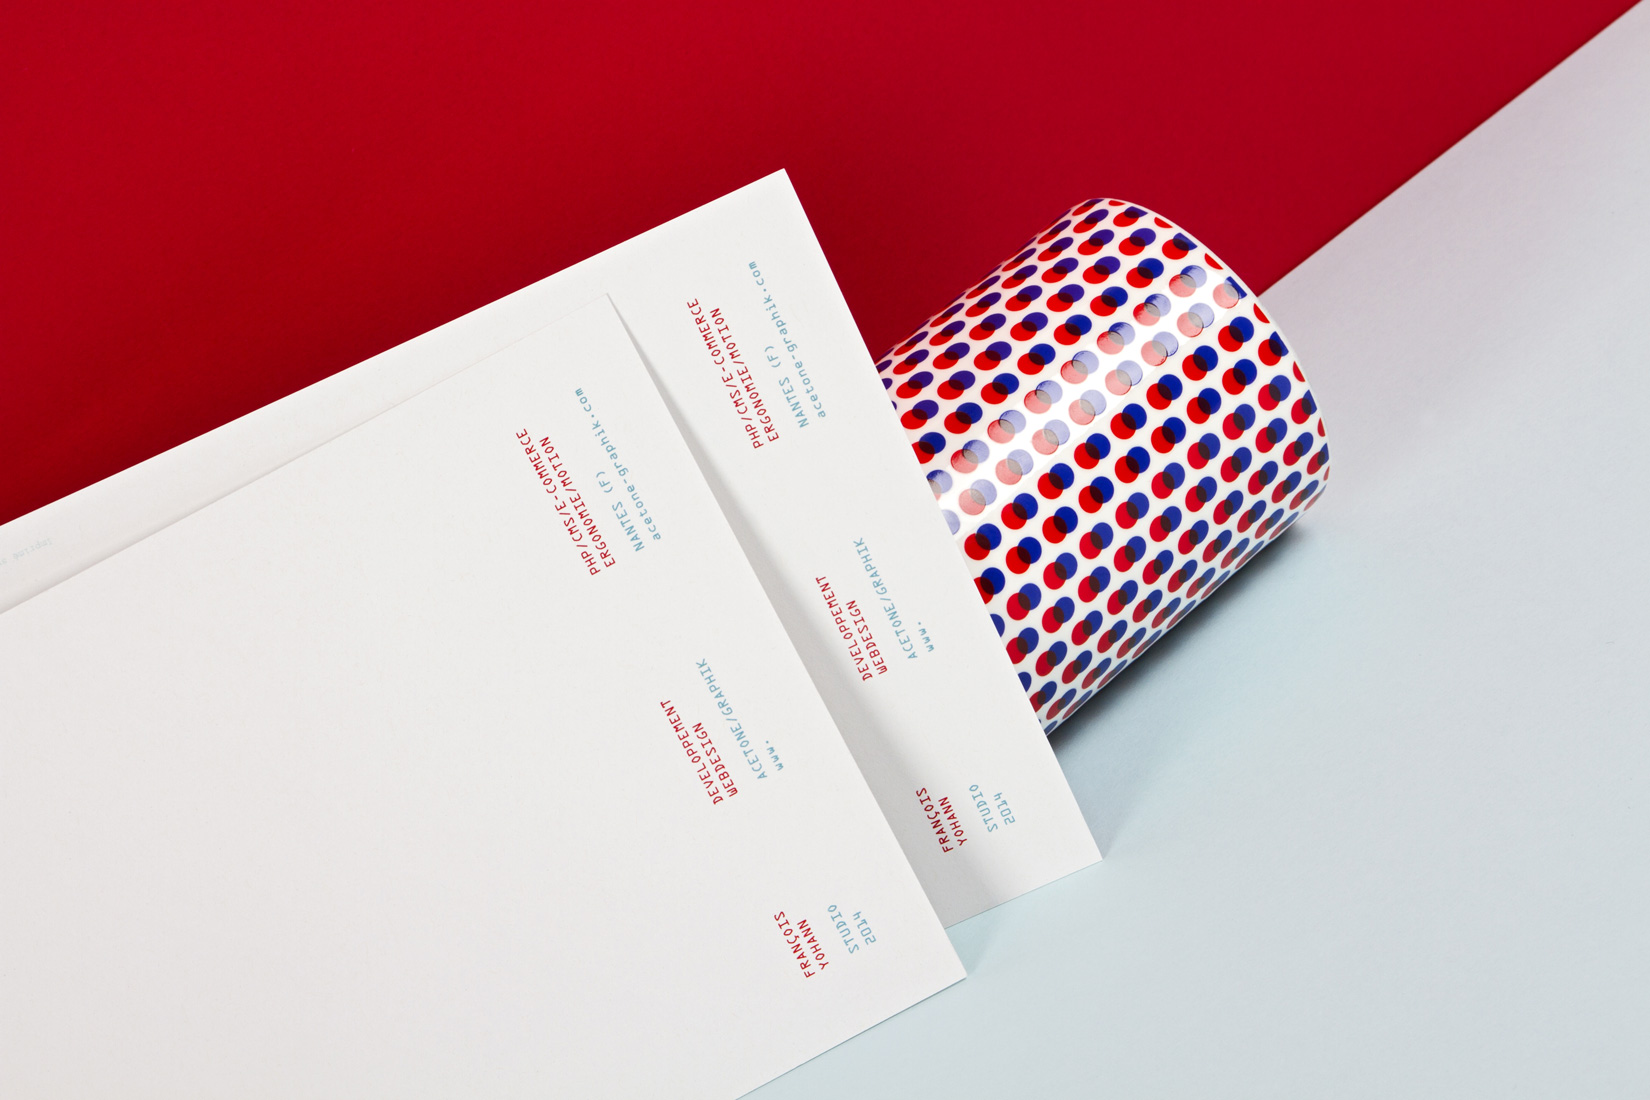 FRANÇOIS DEVELOPPEMENT PHP/CMS/E-COMMERCE
YOHANN WEBDESIGN ERGONOMIE/MOTION
STUDIO ACETONE/GRAPHIK NANTES (F)
2014 www. acetone-graphik.com
FRANÇOIS DEVELOPPEMENT PHP/CMS/E-COMMERCE
YOHANN WEBDESIGN ERGONOMIE/MOTION
STUDIO ACETONE/GRAPHIK NANTES (F)
2014 www. acetone-graphik.com